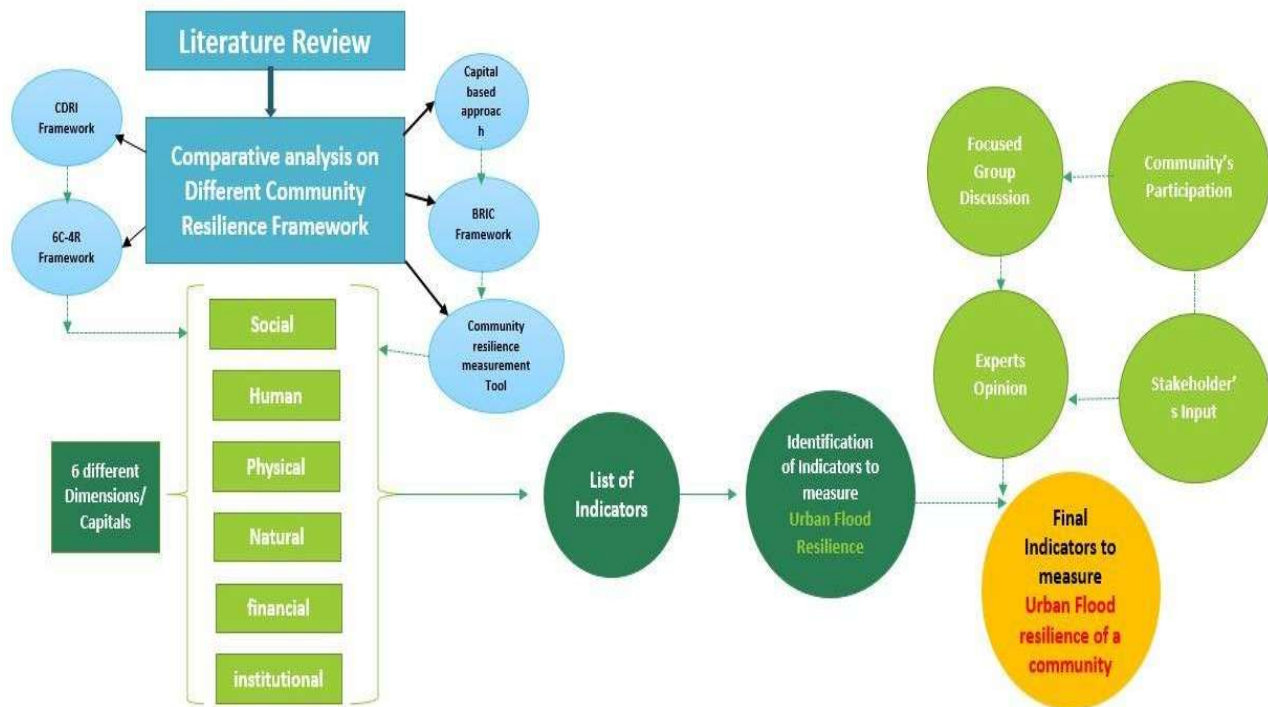 Literature Review
CDRI
Framework
Capital
based
approac
h
Comparative analysis on
Different Community
Resilience Framework
6C-4R
Framework
BRIC
Framework
Community
resilience
measurement
Tool
Social
Human
Physical
Natural
financial
institutional
6 different
Dimensions/
Capitals
List of
Indicators
Identification
of Indicators to
measure
Urban Flood
Resilience
Focused
Group
Discussion
Community's
Participation
Experts
Opinion
Stakeholder'
s Input
Final
Indicators to
measure
Urban Flood
resilience of a
community